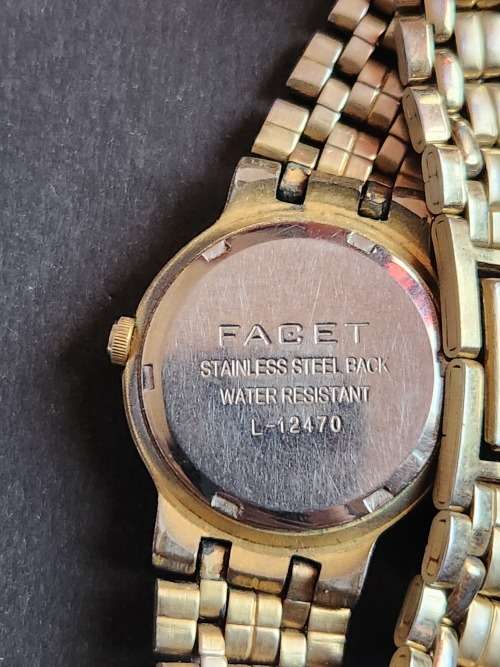 FACET
STAINLESS STEEL BACK
WATER RESISTANT
L-12470